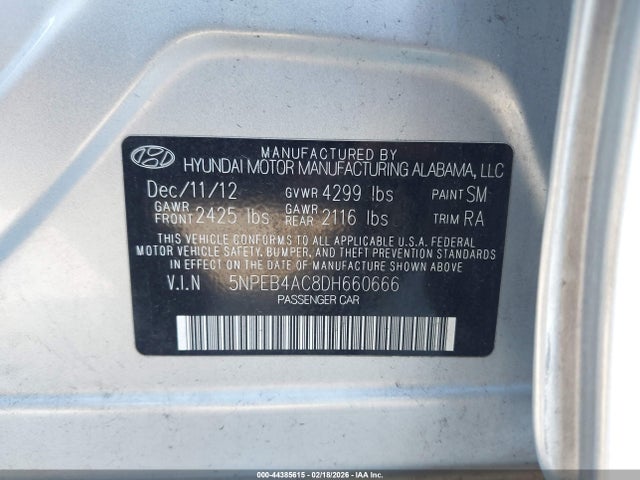 MANUFACTURED BY
HYUNDAI MOTOR MANUFACTURING ALABAMA, LLC
Dec/11/12 GVWR 4299 lbs PAINT SM
GAWR FRONT 2425 lbs GAWR REAR 2116 lbs TRIM RA
THIS VEHICLE CONFORMS TO ALL APPLICABLE U.S.A. FEDERAL
MOTOR VEHICLE SAFETY, BUMPER, AND THEFT PREVENTION STANDARDS
IN EFFECT ON THE DATE OF MANUFACTURE SHOWN ABOVE
V.I.N 5NPEB4AC8DH660666
PASSENGER CAR
000-44385615 - 02/18/2026 - IAA Inc.